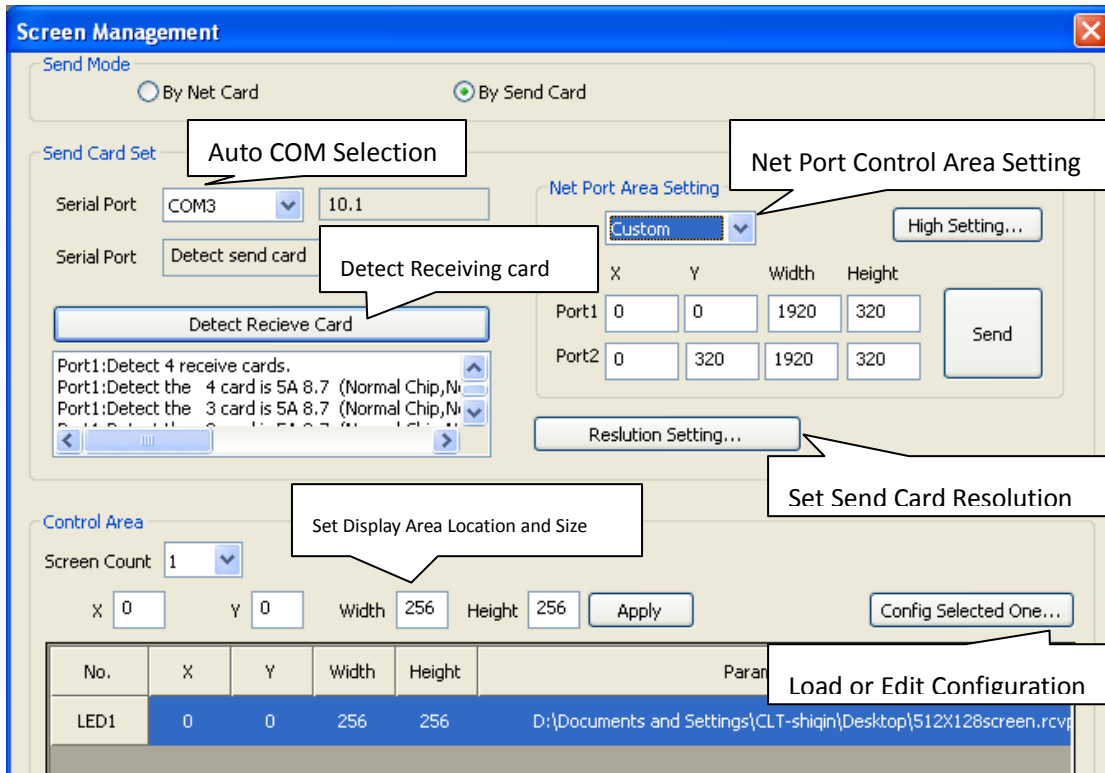 Screen Management
Send Mode
By Net Card
By Send Card
Send Card Set
Auto COM Selection
Serial Port
COM3
10.1
Serial Port
Detect send card
Detect Receiving card
Detect Recieve Card
Port1:Detect 4 receive cards.
Port1:Detect the 4 card is 5A 8.7 (Normal Chip,
Port1:Detect the 3 card is 5A 8.7 (Normal Chip,
Net Port Control Area Setting
Net Port Area Setting
Custom
High Setting...
X Y Width Height
Port1 0 0 1920 320
Port2 0 320 1920 320
Send
Reslution Setting...
Set Send Card Resolution
Control Area
Set Display Area Location and Size
Screen Count 1
X 0 Y 0 Width 256 Height 256 Apply
Config Selected One...
Load or Edit Configuration
No. X Y Width Height Param
LED1 0 0 256 256 D:\Documents and Settings\CLT-shiqin\Desktop\512X128screen.rcvp